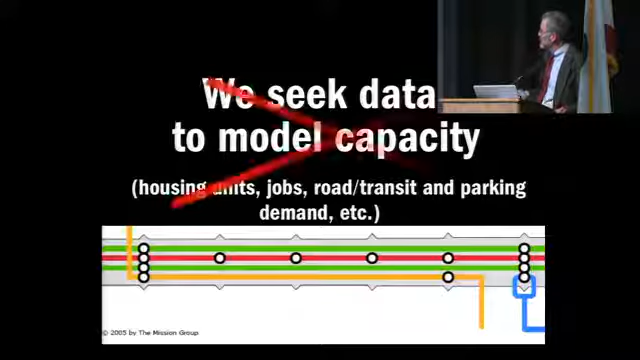 We seek data
to model capacity
(housing units, jobs, road/transit and parking
demand, etc.)
© 2005 by The Mission Group